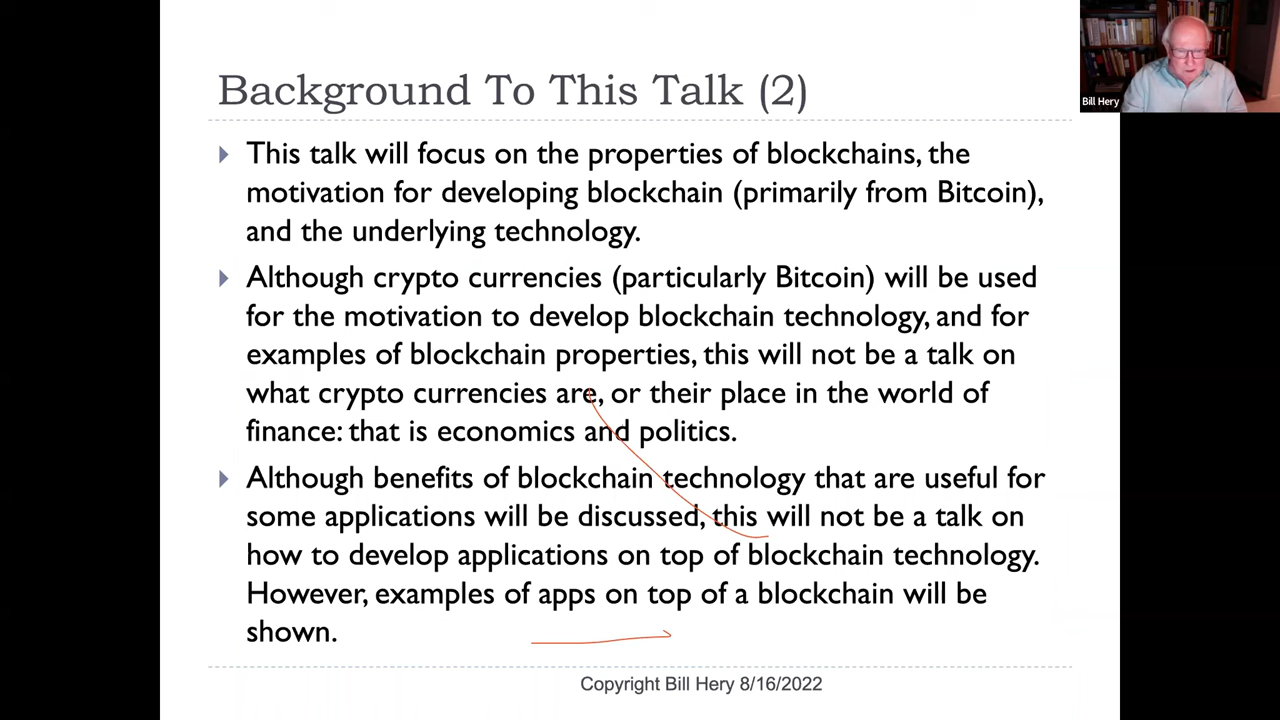 Background To This Talk (2)
Bill Hery
This talk will focus on the properties of blockchains, the
motivation for developing blockchain (primarily from Bitcoin),
and the underlying technology.
Although crypto currencies (particularly Bitcoin) will be used
for the motivation to develop blockchain technology, and for
examples of blockchain properties, this will not be a talk on
what crypto currencies are, or their place in the world of
finance: that is economics and politics.
Although benefits of blockchain technology that are useful for
some applications will be discussed, this will not be a talk on
how to develop applications on top of blockchain technology.
However, examples of apps on top of a blockchain will be
shown.
Copyright Bill Hery 8/16/2022